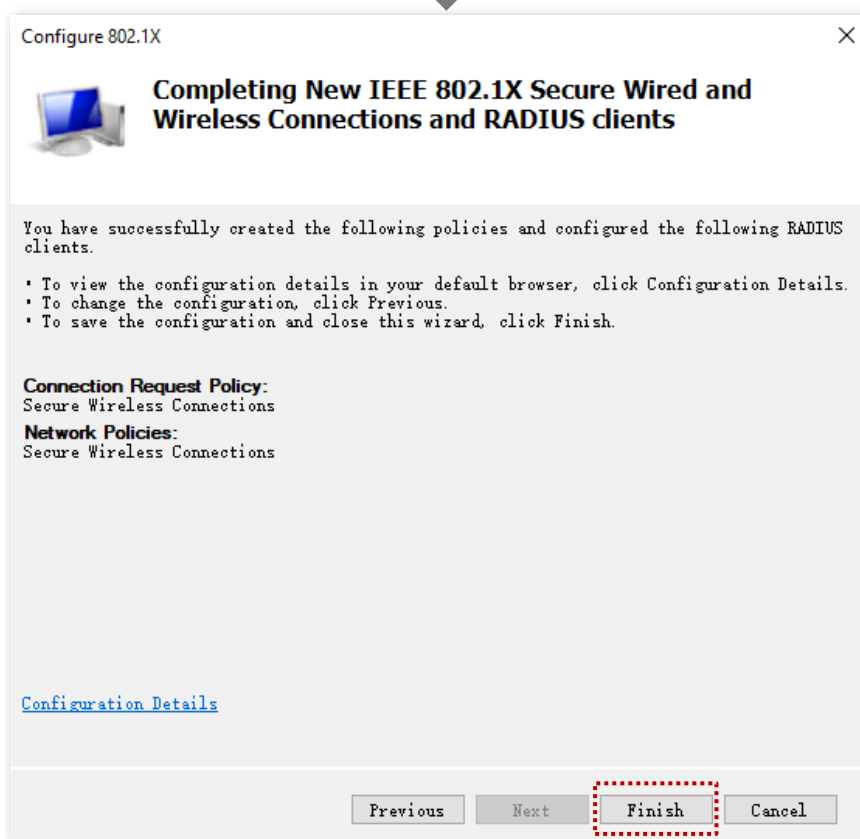 Configure 802.1X
Completing New IEEE 802.1X Secure Wired and
Wireless Connections and RADIUS clients
You have successfully created the following policies and configured the following RADIUS
clients.
• To view the configuration details in your default browser, click Configuration Details.
• To change the configuration, click Previous.
• To save the configuration and close this wizard, click Finish.
Connection Request Policy:
Secure Wireless Connections
Network Policies:
Secure Wireless Connections
Configuration Details
Previous Next Finish Cancel